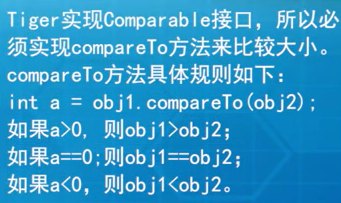 Tiger实现Comparable接口，所以必
须实现compareTo方法来比较大小。
compareTo方法具体规则如下：
int a = obj1.compareTo(obj2);
如果a>0, 则obj1>obj2；
如果a==0;则obj1==obj2；
如果a<0，则obj1<obj2。